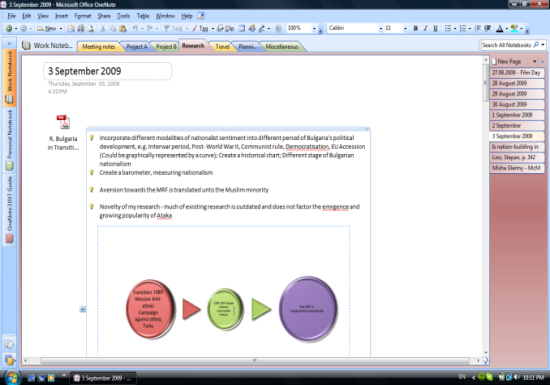 3 September 2009 - Microsoft Office OneNote
File Edit View Insert Format Share Tools Table Window Help
Back New Task Tag Clip 100% Calibri 11
Work Noteb... Meeting notes Project A Project B Research Travel Planni... Miscellaneous Search All Notebooks
Work Notebook
Personal Notebook
OneNote 2007 Guide
3 September 2009
Thursday, September 03, 2009
4:20 PM
R. Bulgaria
in Transiti...
Incorporate different modalities of nationalist sentiment into different period of Bulgaria's political
development, e.g. Interwar period, Post- World War II, Communist rule, Democratisation, EU Accession
(Could be graphically represented by a curve); Create a historical chart; Different stage of Bulgarian
nationalism
Create a barometer, measuring nationalism
Aversion towards the MRF is translated unto the Muslim minority
Novelty of my research - much of existing research is outdated and does not factor the emrgence and
growing popularity of Ataka
Transition 1989
Massive Anti-
ethnic
Campaign
against ethnic
Turks
New Page
27.08.2009 - Film Day
28 August 2009
29 August 2009
30 August 2009
1 September 2009
2 September
3 September 2009
Is nation-building in
Linz, Stepan, p. 342
Misha Glenny - McM
3 September 2009 - ...
EN
10:11 PM